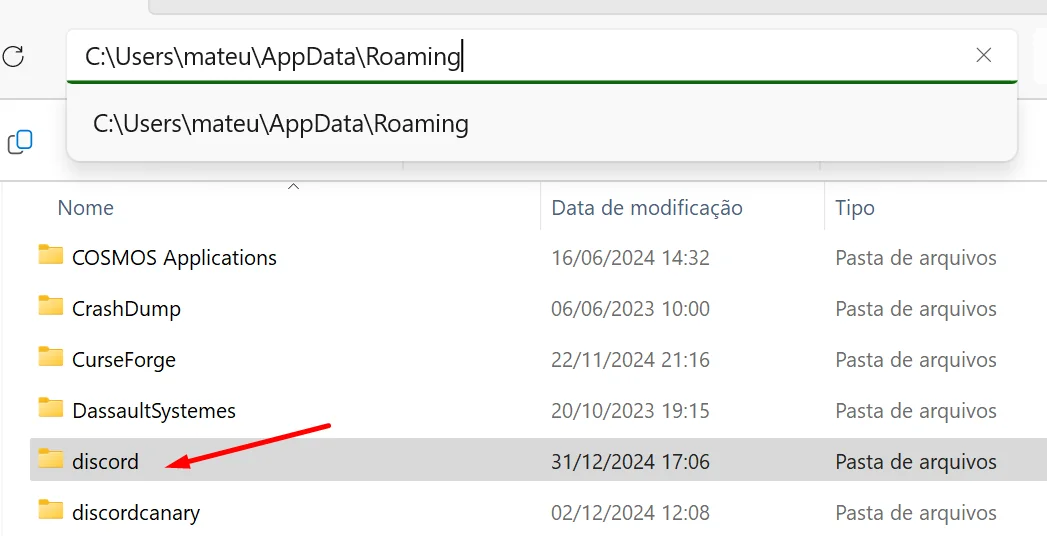 C:\Users\mateu\AppData\Roaming
C:\Users\mateu\AppData\Roaming
Nome Data de modificação Tipo
COSMOS Applications 16/06/2024 14:32 Pasta de arquivos
CrashDump 06/06/2023 10:00 Pasta de arquivos
CurseForge 22/11/2024 21:16 Pasta de arquivos
DassaultSystemes 20/10/2023 19:15 Pasta de arquivos
discord 31/12/2024 17:06 Pasta de arquivos
discordcanary 02/12/2024 12:08 Pasta de arquivos